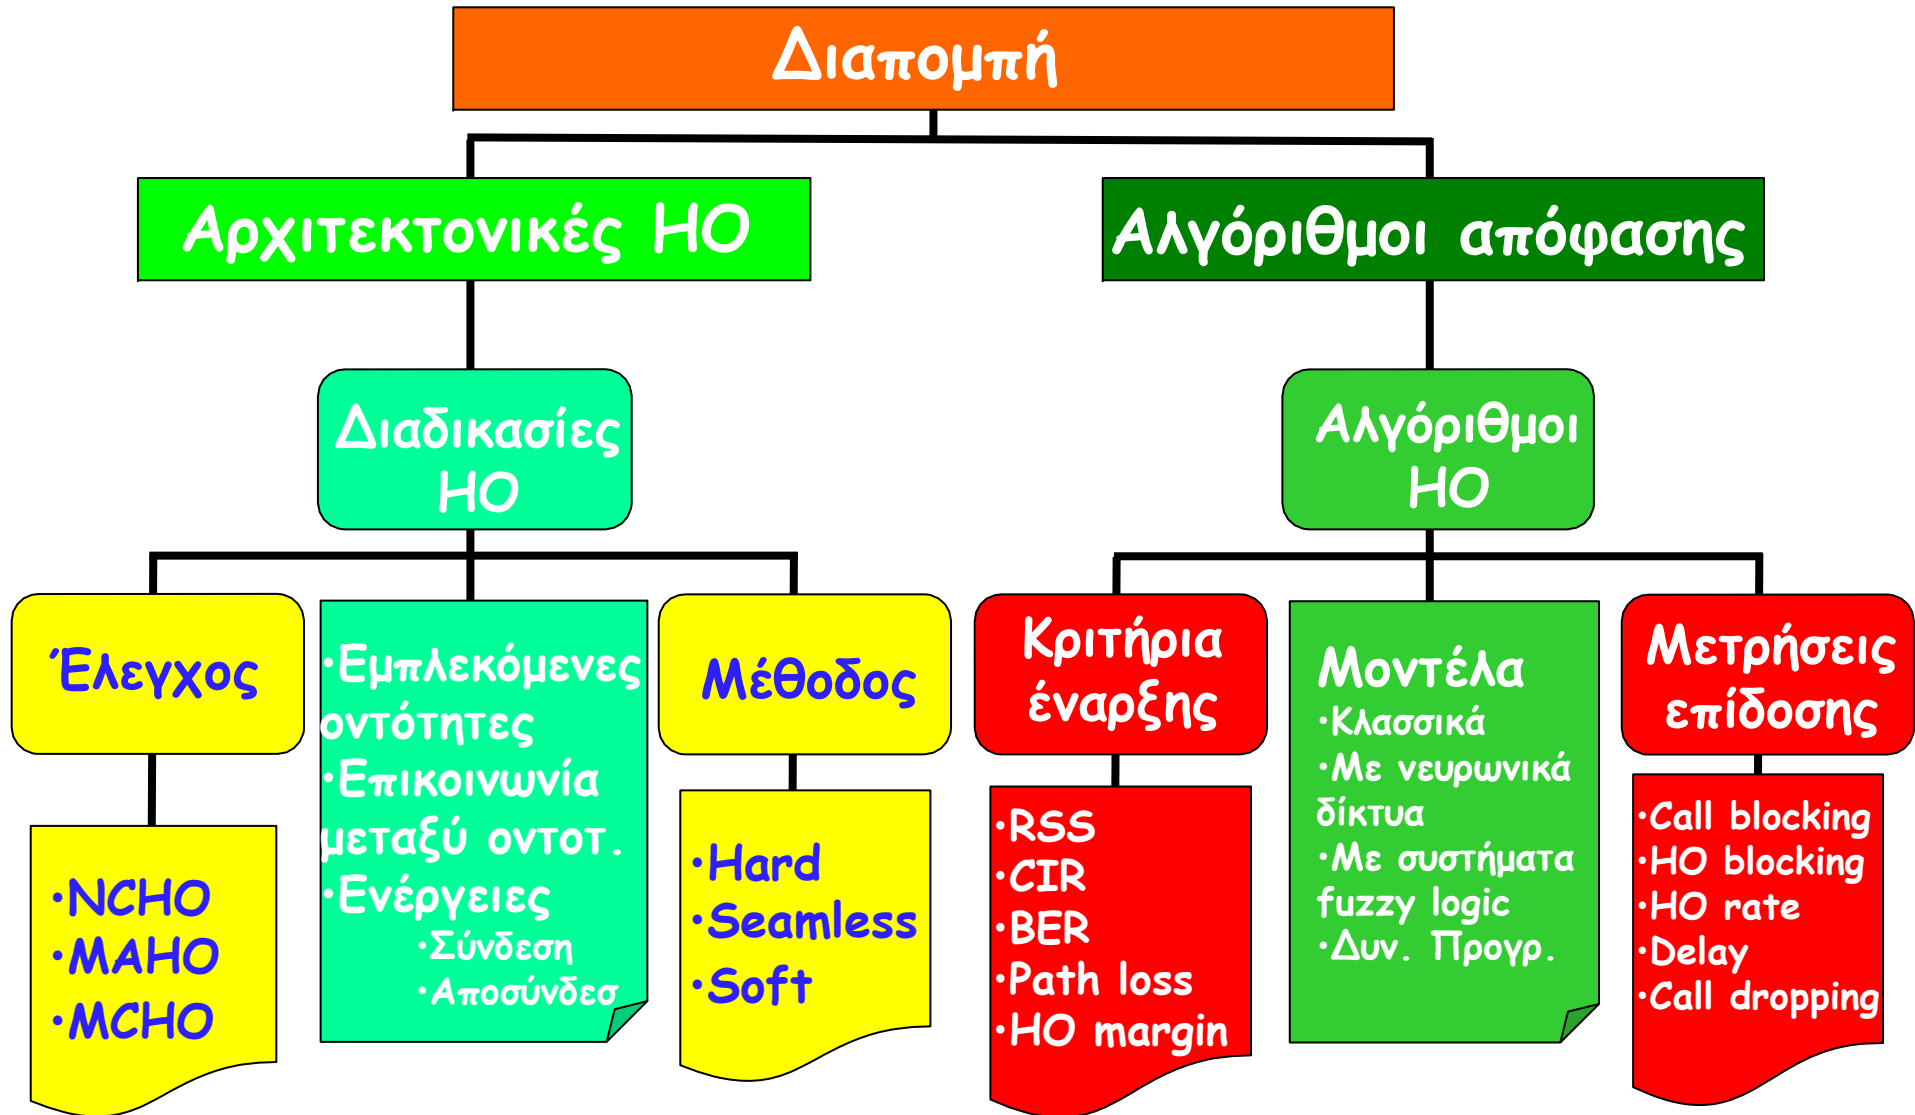 Διαπομπή
Αρχιτεκτονικές HO
Αλγόριθμοι απόφασης
Διαδικασίες
HO
Αλγόριθμοι
HO
Έλεγχος
•NCHO
•MAHO
•MCHO
•Εμπλεκόμενες
οντότητες
•Επικοινωνία
μεταξύ οντοτ.
•Ενέργειες
•Σύνδεση
•Αποσύνδεσ
Μέθοδος
•Hard
•Seamless
•Soft
Κριτήρια
έναρξης
•RSS
•CIR
•BER
•Path loss
•HO margin
Μοντέλα
•Κλασσικά
•Με νευρωνικά
δίκτυα
•Με συστήματα
fuzzy logic
•Δυν. Προγρ.
Μετρήσεις
επίδοσης
•Call blocking
•HO blocking
•HO rate
•Delay
•Call dropping